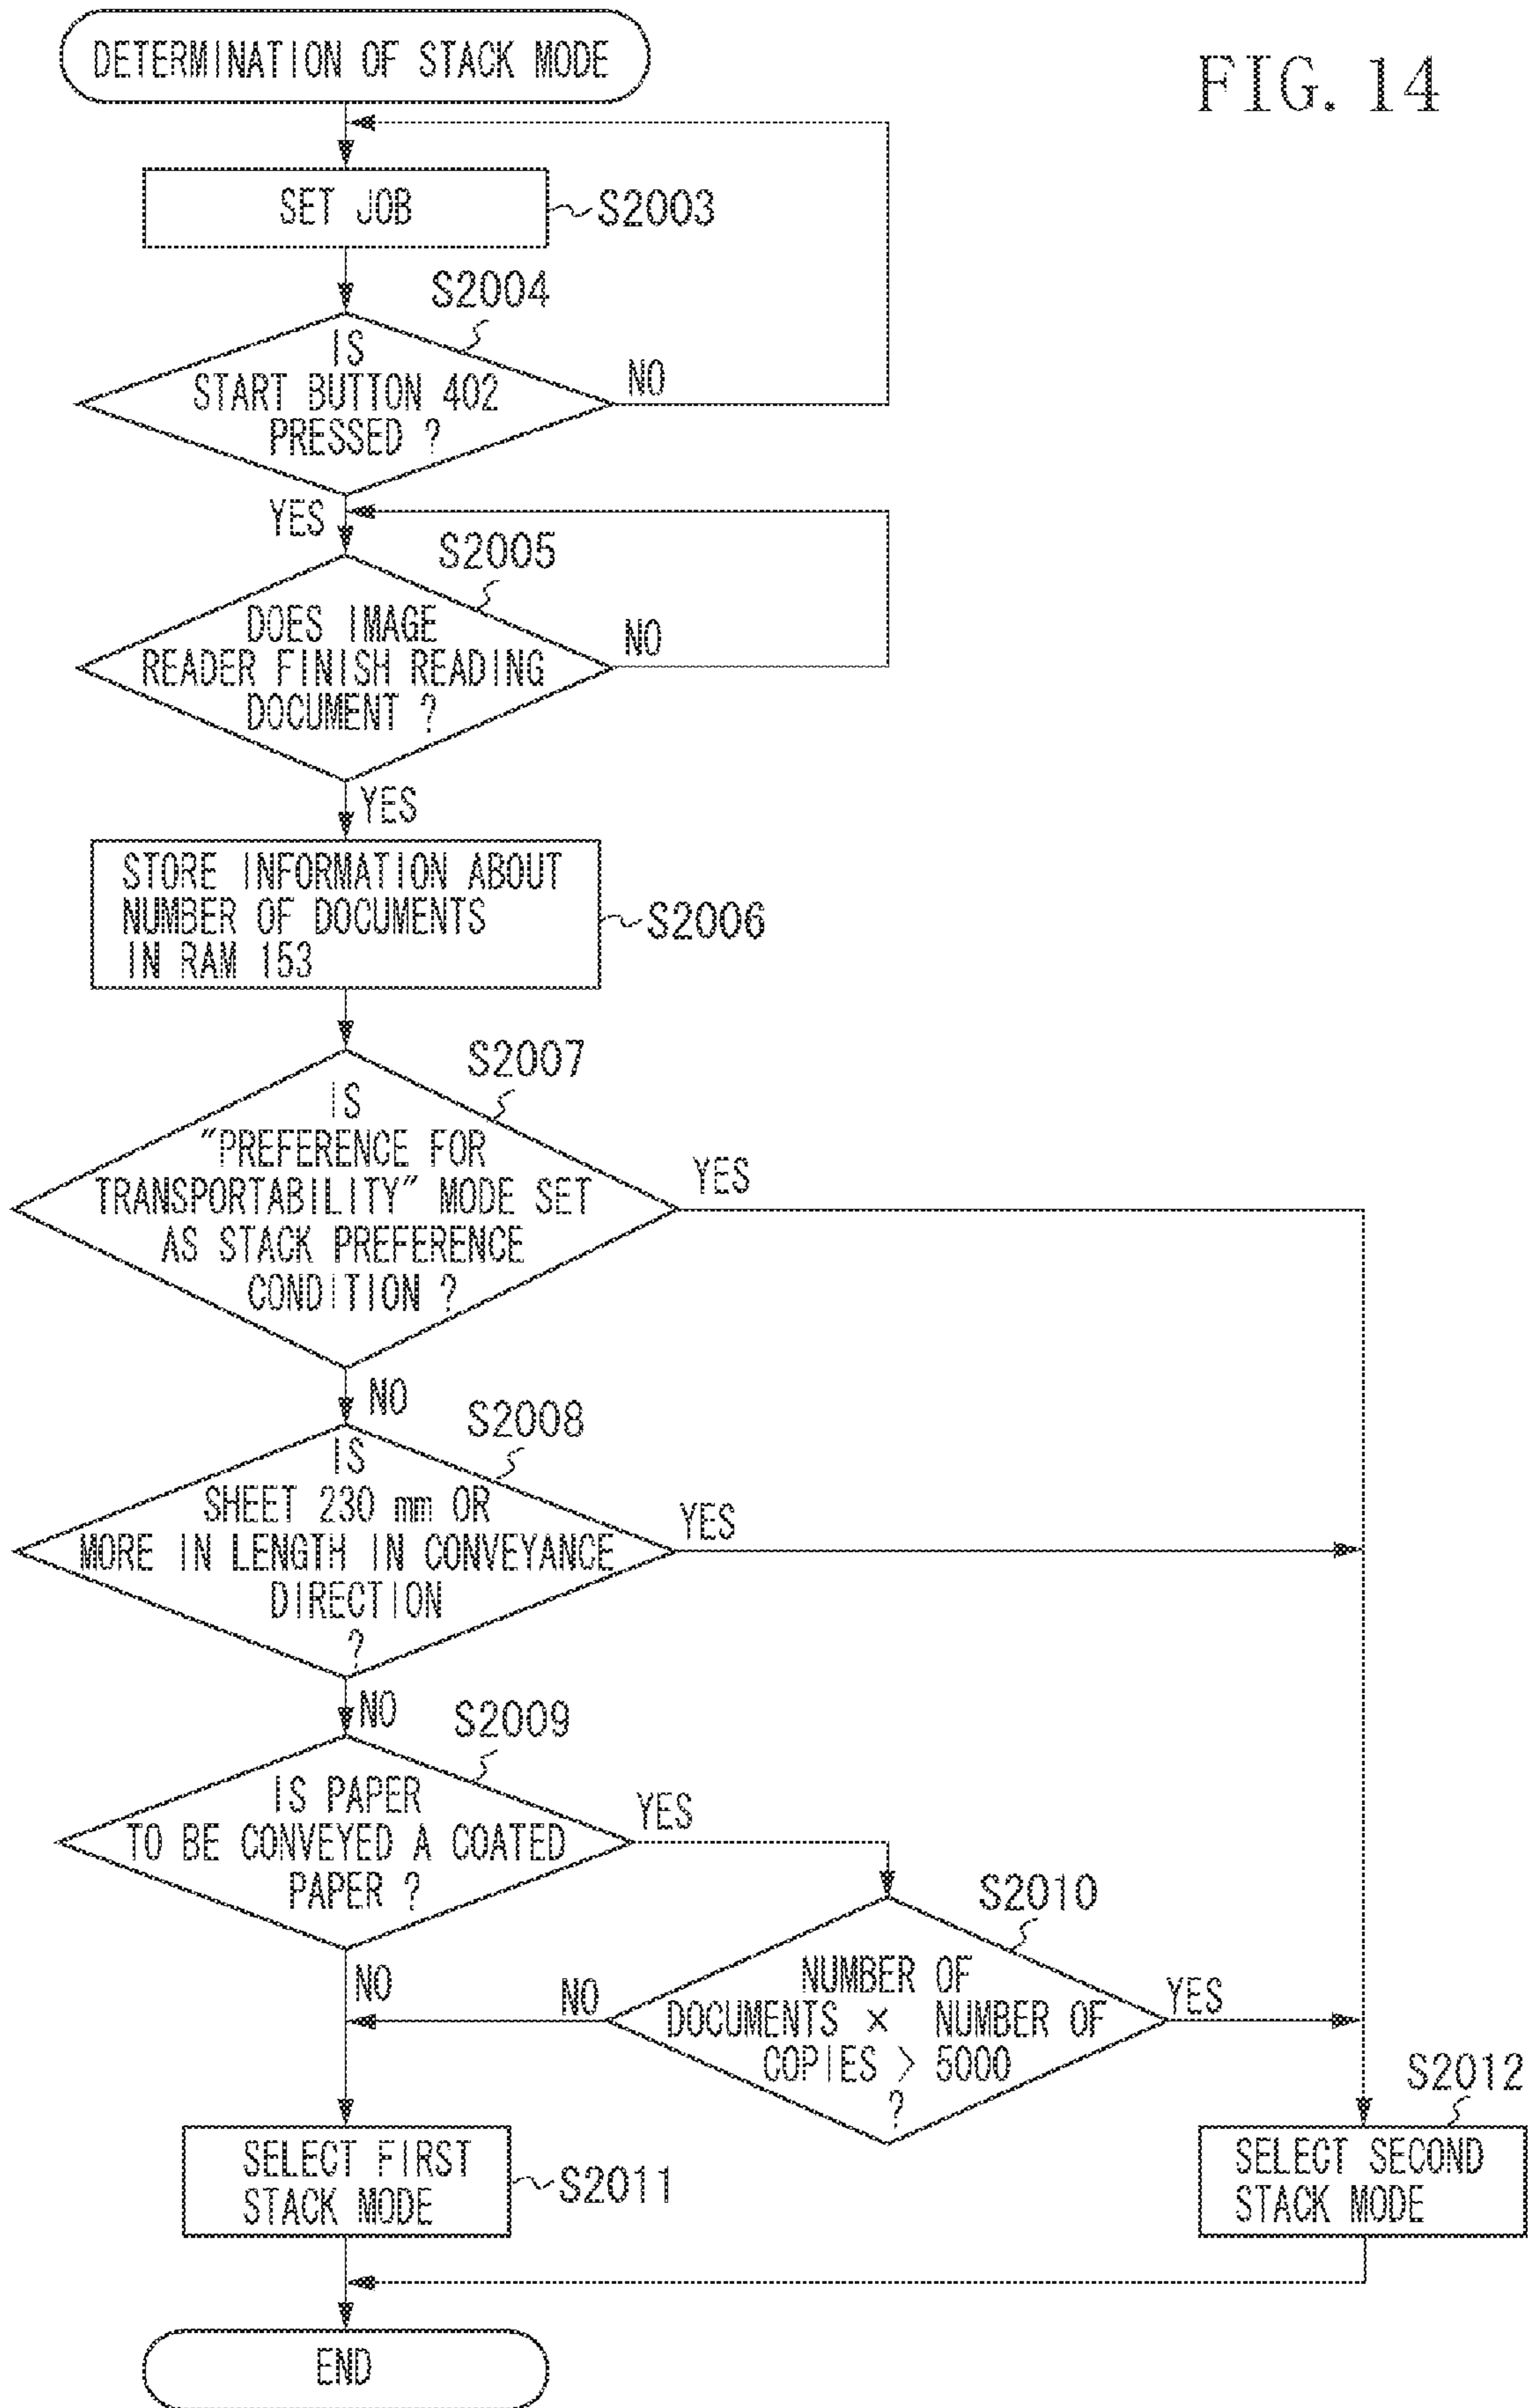 DETERMINATION OF STACK MODE
FIG. 14
SET JOB
S2003
S2004
IS
START BUTTON 402
PRESSED ?
NO
YES
S2005
DOES IMAGE
READER FINISH READING
DOCUMENT ?
NO
YES
STORE INFORMATION ABOUT
NUMBER OF DOCUMENTS
IN RAM 153
S2006
S2007
IS
"PREFERENCE FOR
TRANSPORTABILITY" MODE SET
AS STACK PREFERENCE
CONDITION ?
YES
NO
S2008
IS
SHEET 230 mm OR
MORE IN LENGTH IN CONVEYANCE
DIRECTION
?
YES
NO
S2009
IS PAPER
TO BE CONVEYED A COATED
PAPER ?
YES
NO
S2010
NUMBER OF
DOCUMENTS × NUMBER OF
COPIES > 5000
?
NO
YES
SELECT FIRST
STACK MODE
S2011
S2012
SELECT SECOND
STACK MODE
END